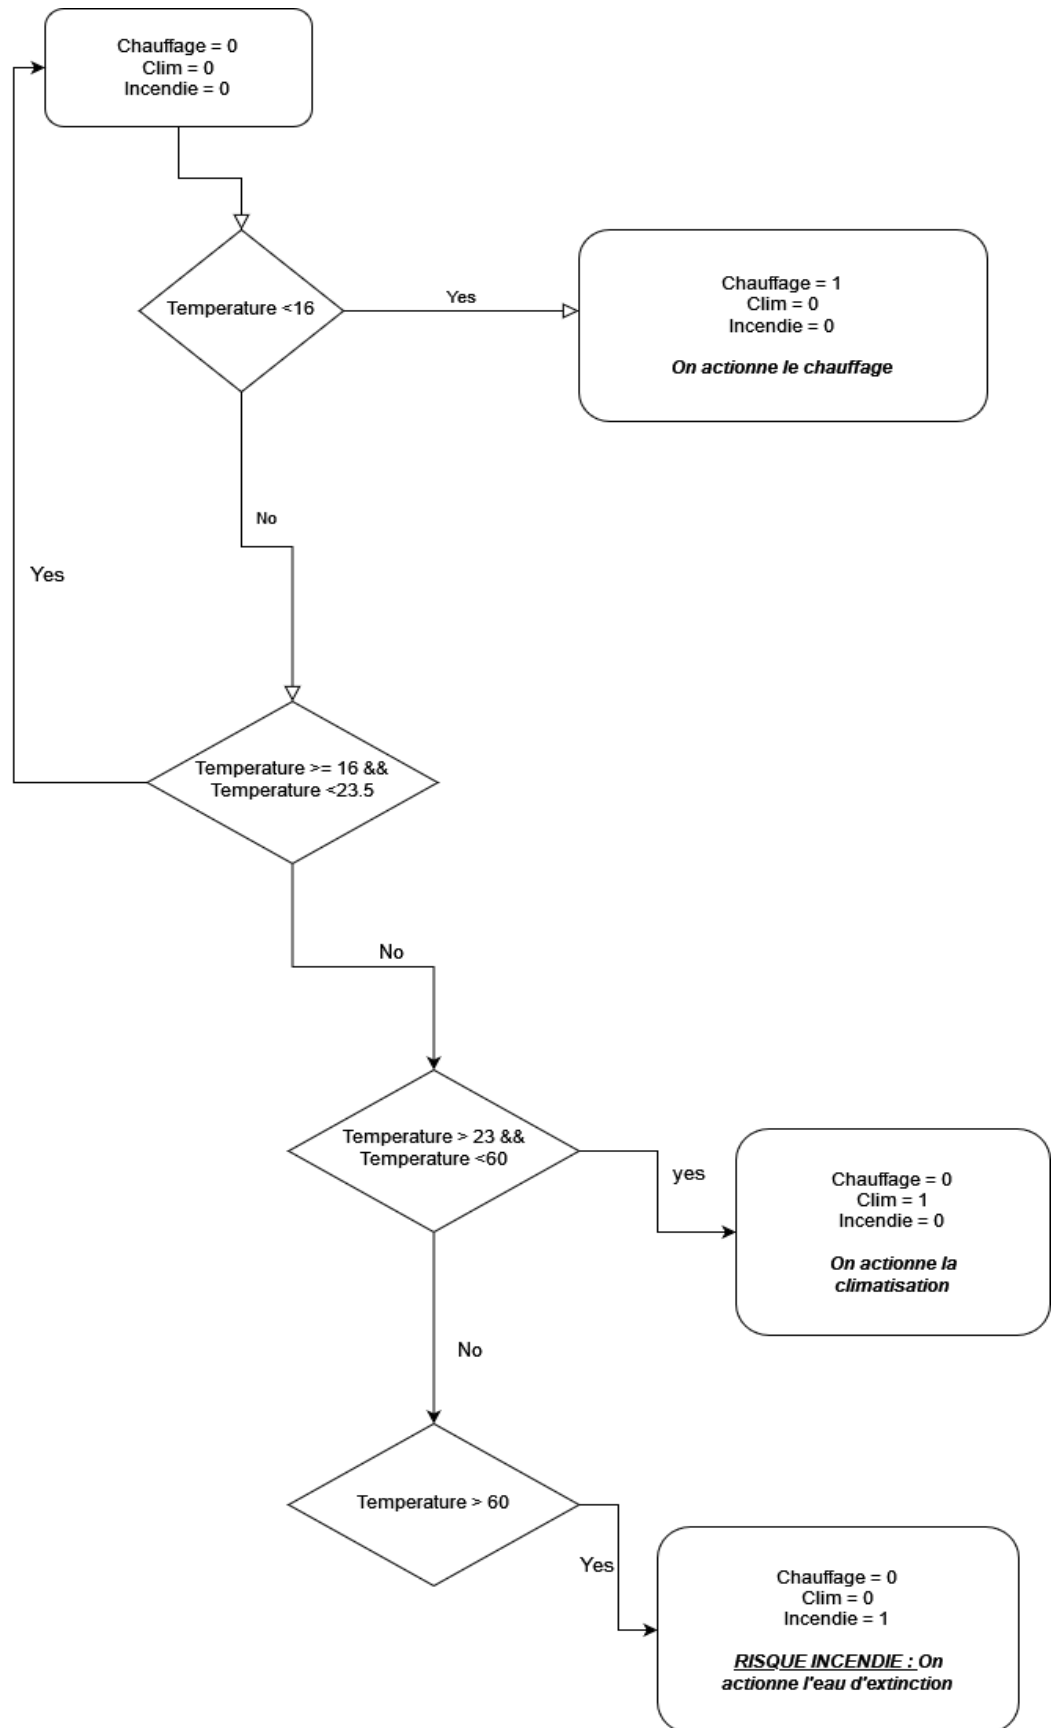 Chauffage = 0
Clim = 0
Incendie = 0
Temperature <16
Yes
Chauffage = 1
Clim = 0
Incendie = 0
On actionne le chauffage
No
Yes
Temperature >= 16 &&
Temperature <23.5
No
Temperature > 23 &&
Temperature <60
yes
Chauffage = 0
Clim = 1
Incendie = 0
On actionne la
climatisation
No
Temperature > 60
Yes
Chauffage = 0
Clim = 0
Incendie = 1
RISQUE INCENDIE : On
actionne l'eau d'extinction